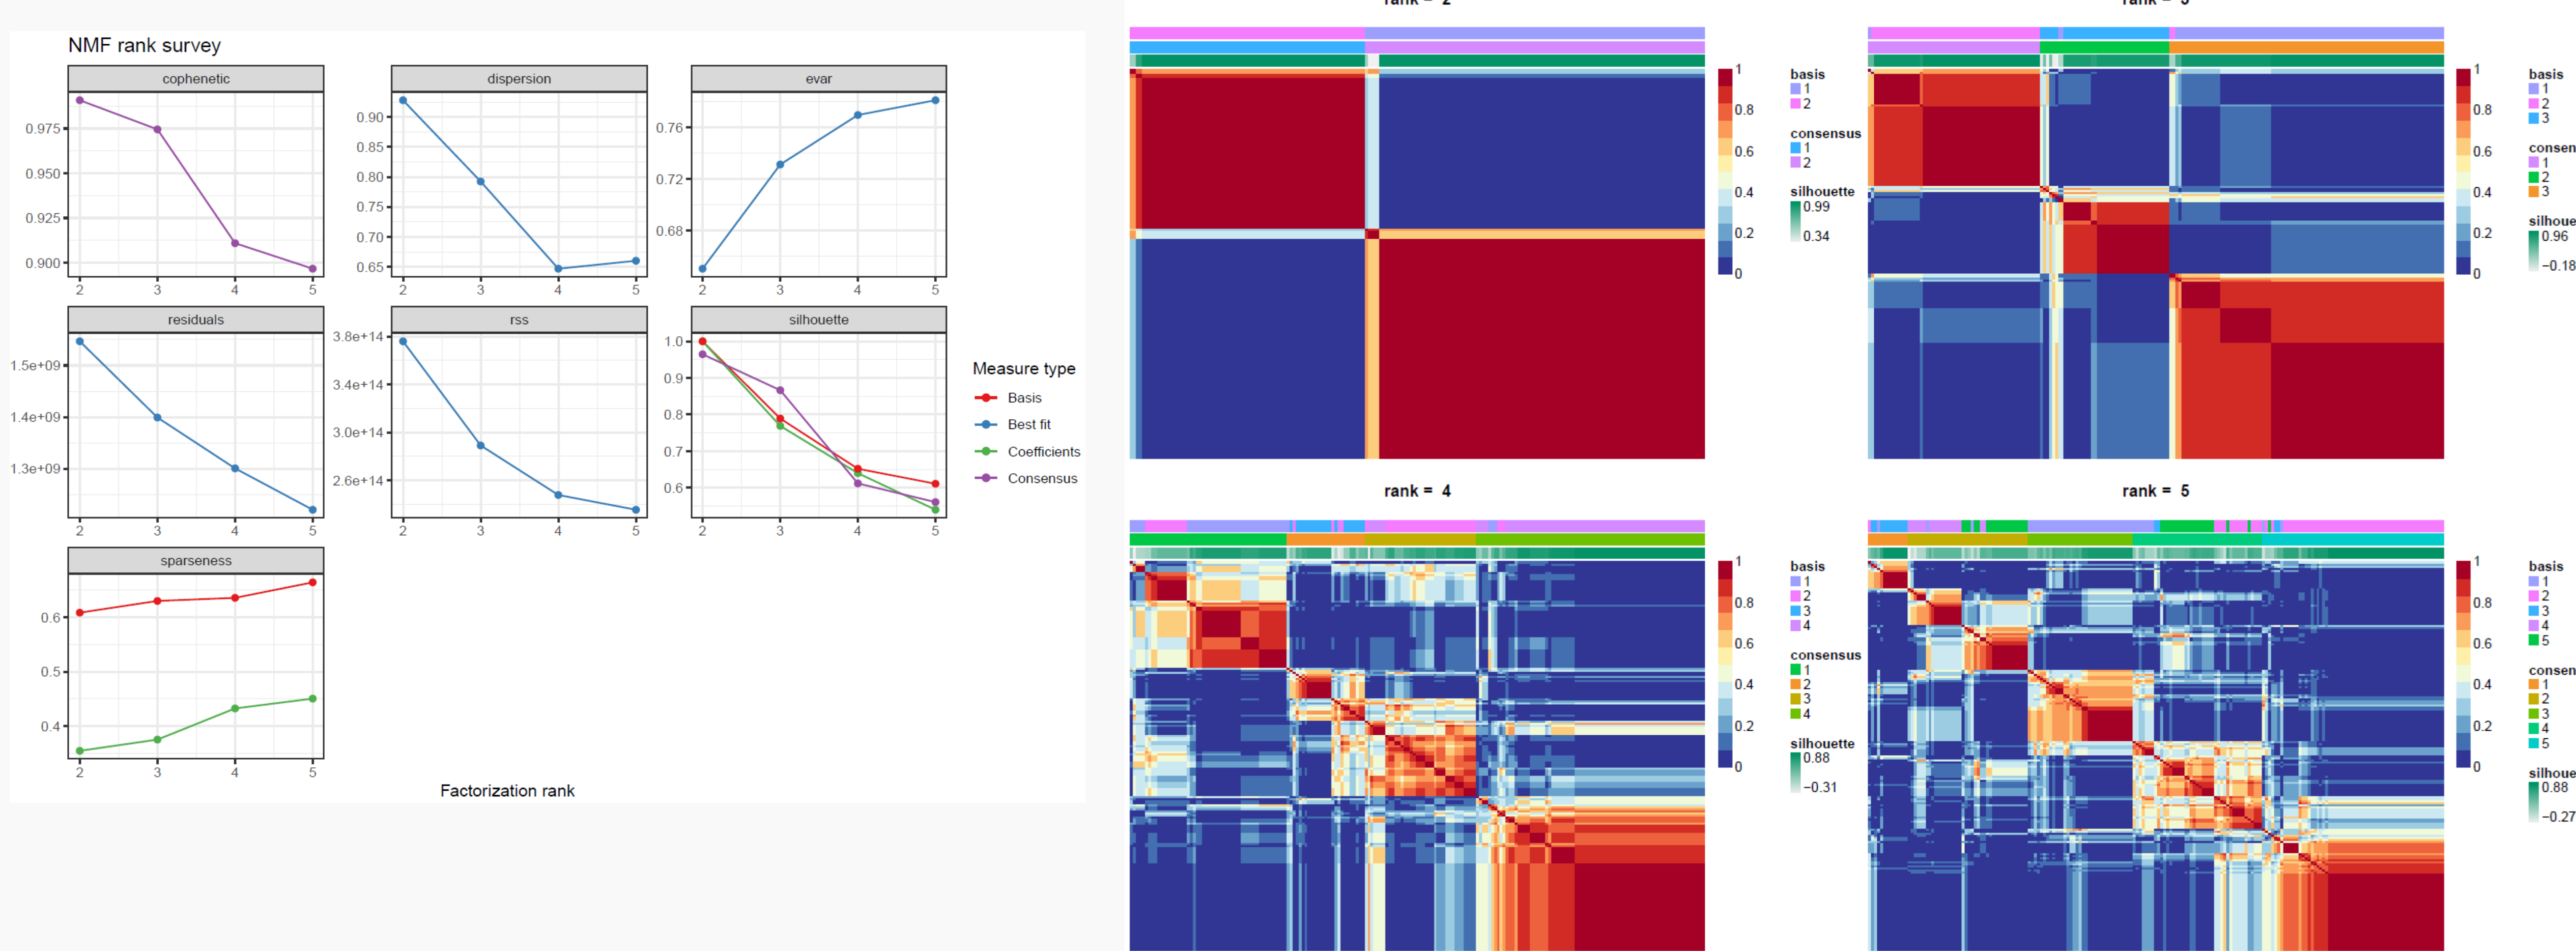 NMF rank survey
cophenetic
dispersion
evar
0.975
0.950
0.925
0.900
2 3 4 5
0.90
0.85
0.80
0.75
0.70
0.65
2 3 4 5
0.76
0.72
0.68
2 3 4 5
residuals
rss
silhouette
1.5e+09
1.4e+09
1.3e+09
2 3 4 5
3.8e+14
3.4e+14
3.0e+14
2.6e+14
2 3 4 5
1.0
0.9
0.8
0.7
0.6
2 3 4 5
Measure type
Basis
Best fit
Coefficients
Consensus
sparseness
0.6
0.5
0.4
2 3 4 5
Factorization rank
rank = 2
1
0.8
0.6
0.4
0.2
0
basis
1
2
consensus
1
2
silhouette
0.99
0.34
rank = 3
1
0.8
0.6
0.4
0.2
0
basis
1
2
3
consen
1
2
3
silhoue
0.96
−0.18
rank = 4
1
0.8
0.6
0.4
0.2
0
basis
1
2
3
4
consensus
1
2
3
4
silhouette
0.88
−0.31
rank = 5
1
0.8
0.6
0.4
0.2
0
basis
1
2
3
4
5
consen
1
2
3
4
5
silhoue
0.88
−0.27